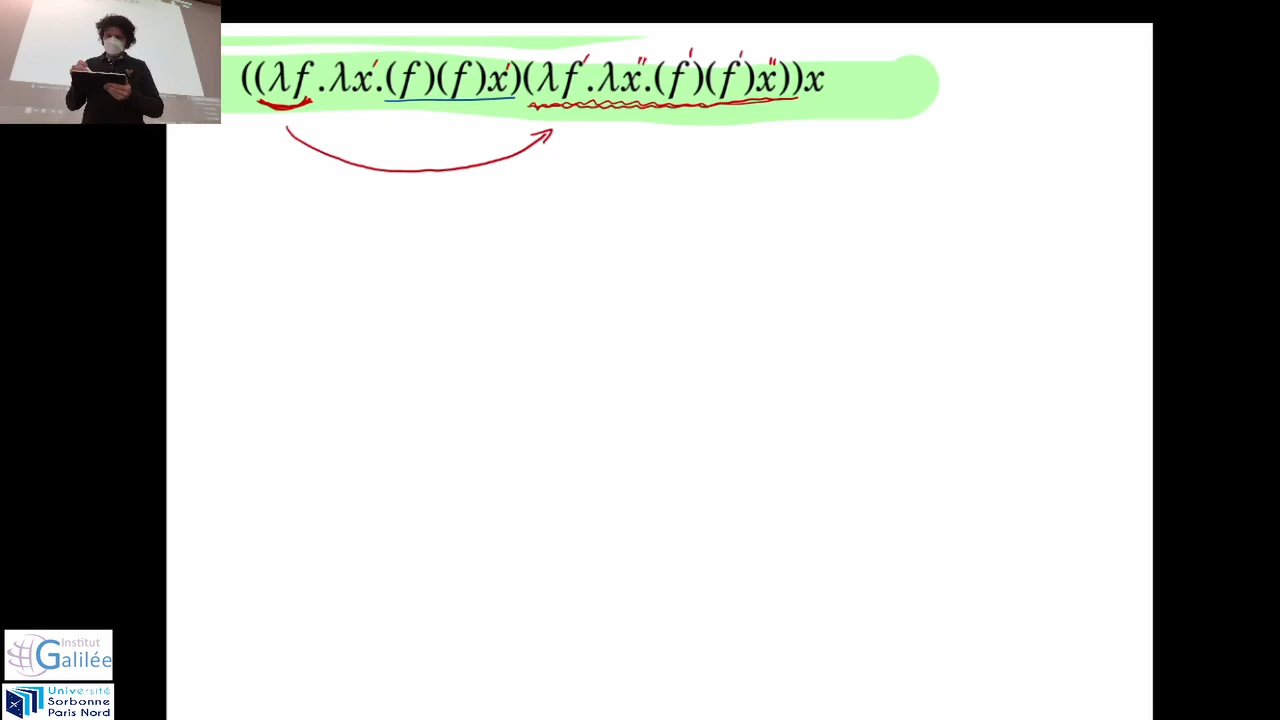 ((λf.λx′.(f)(f)x′)(λf′.λx″.(f′)(f′)x″))x
Institut
Galilée
Université
Sorbonne
Paris Nord